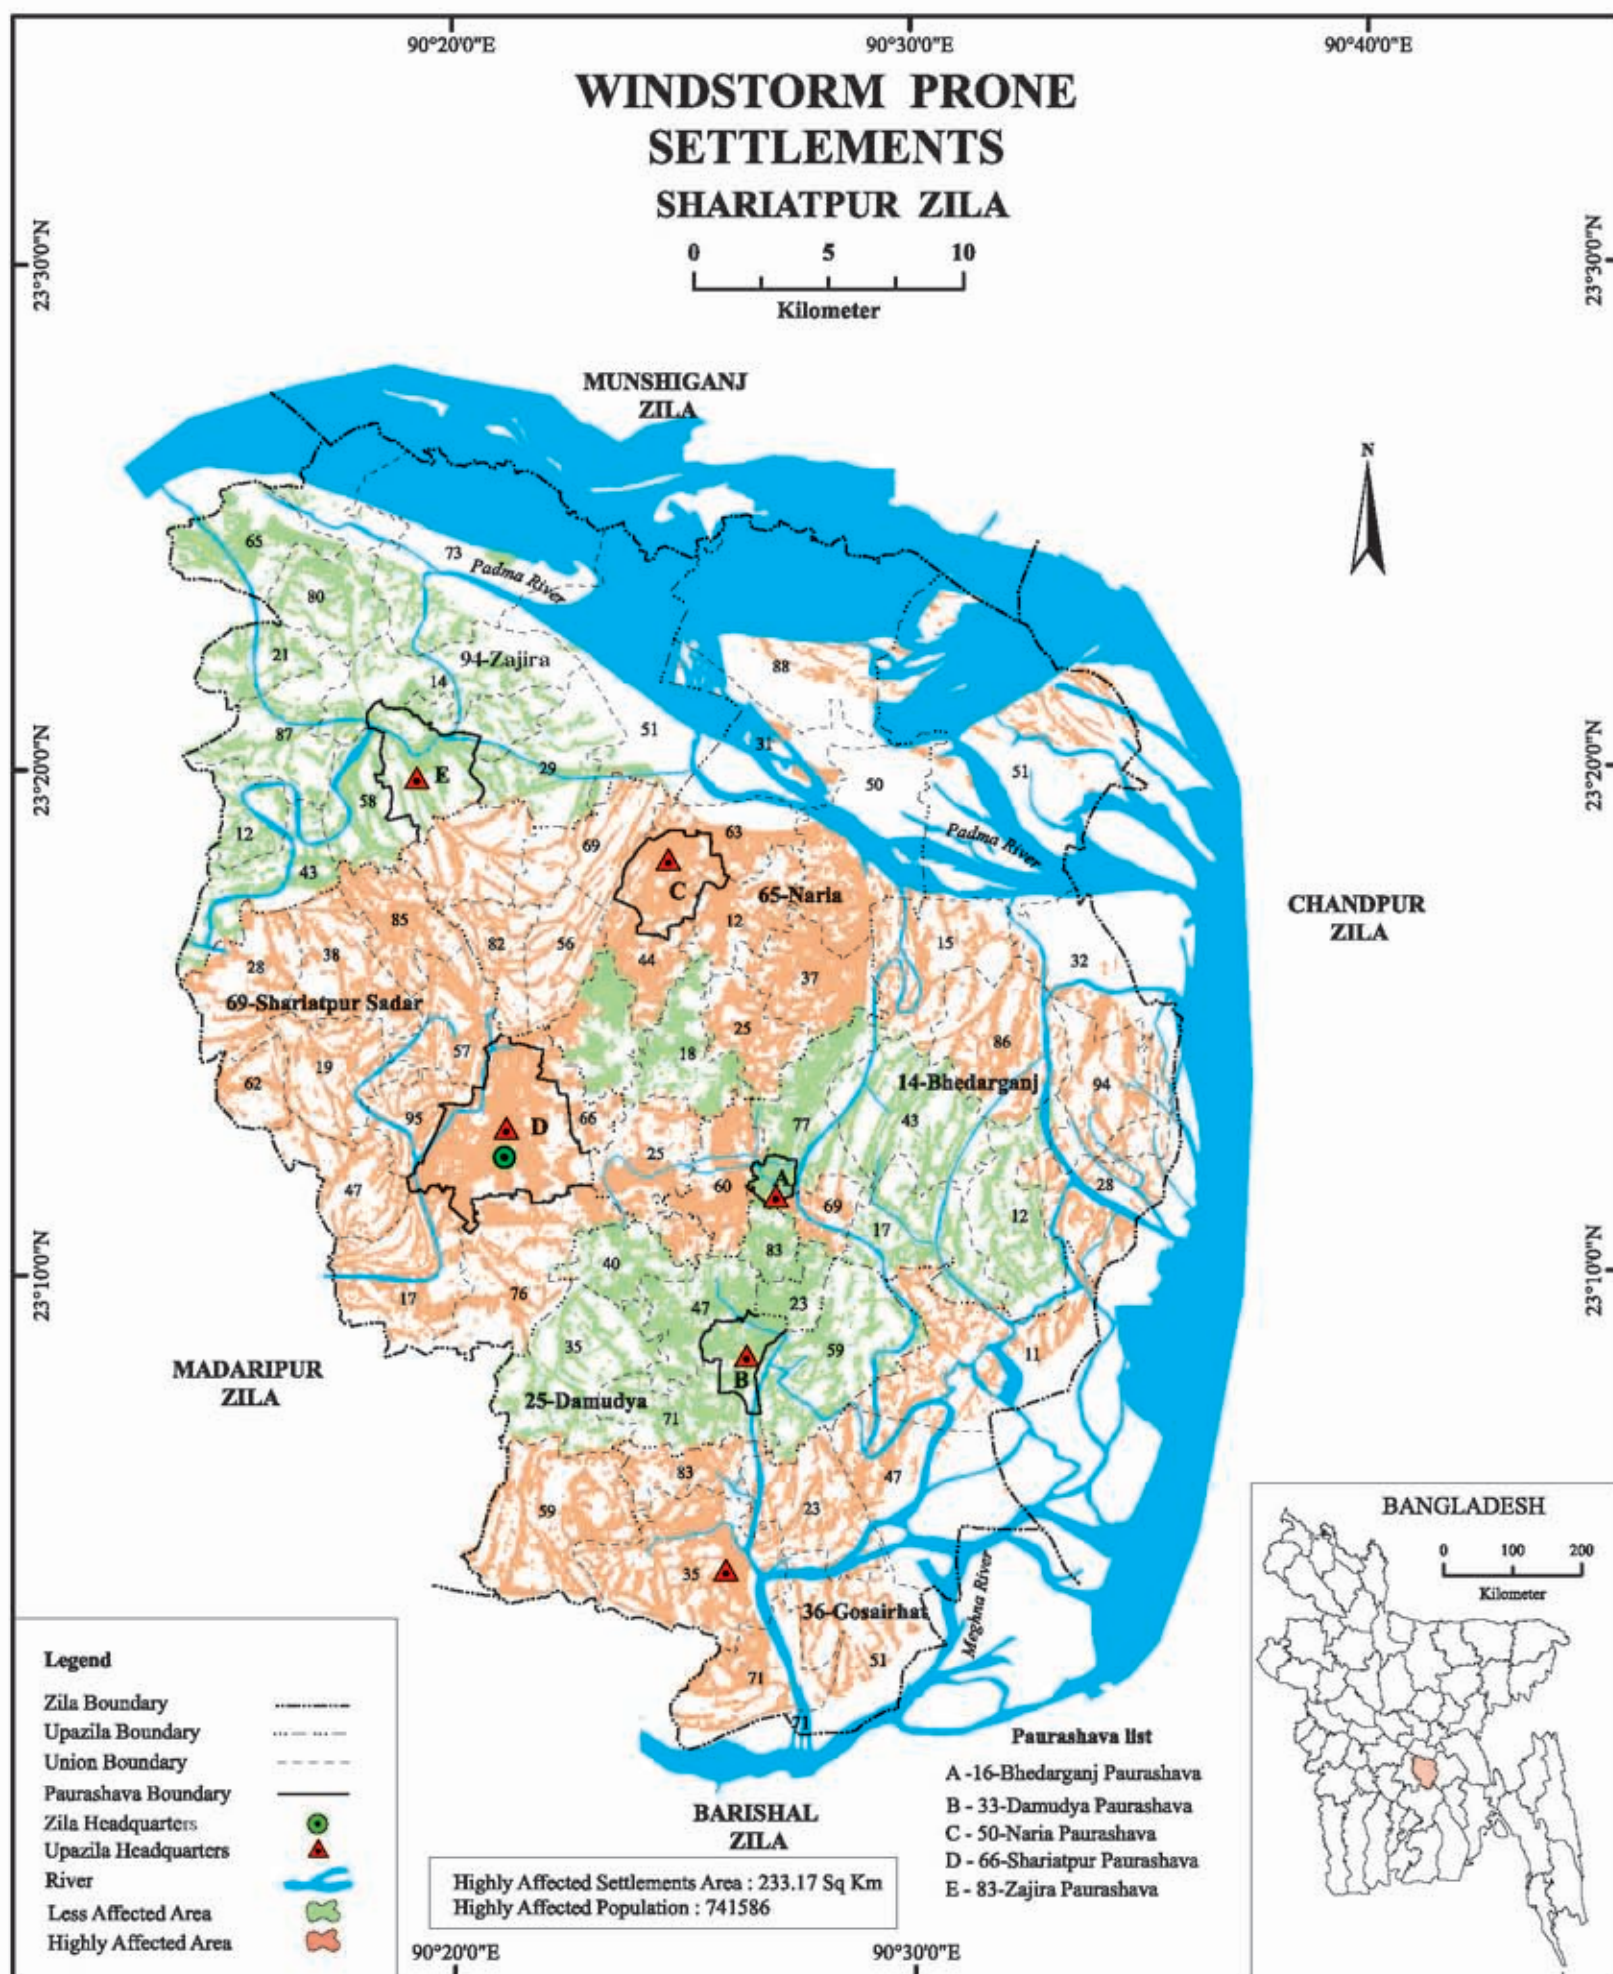 90°20'0"E
90°30'0"E
90°40'0"E
WINDSTORM PRONE
SETTLEMENTS
SHARIATPUR ZILA
0 5 10
Kilometer
23°30'0"N
23°30'0"N
MUNSHIGANJ
ZILA
N
65
73
Padma River
80
21
94-Zajira
14
88
87
51
31
E
29
50
51
58
12
69
63
Padma River
43
C
65-Naria
CHANDPUR
ZILA
23°20'0"N
23°20'0"N
85
12
82
56
15
38
28
44
32
37
69-Shariatpur Sadar
25
57
18
86
19
62
14-Bhedarganj
94
95
66
77
43
D
25
60
A
28
47
69
12
17
83
40
23°10'0"N
23°10'0"N
17
76
47
23
35
59
11
MADARIPUR
ZILA
B
25-Damudya
71
83
47
59
23
35
36-Gosairhat
Meghna River
51
71
71
BARISHAL
ZILA
BANGLADESH
0 100 200
Kilometer
Legend
Zila Boundary
Upazila Boundary
Union Boundary
Paurashava Boundary
Zila Headquarters
Upazila Headquarters
River
Less Affected Area
Highly Affected Area
Highly Affected Settlements Area : 233.17 Sq Km
Highly Affected Population : 741586
Paurashava list
A -16-Bhedarganj Paurashava
B - 33-Damudya Paurashava
C - 50-Naria Paurashava
D - 66-Shariatpur Paurashava
E - 83-Zajira Paurashava
90°20'0"E
90°30'0"E